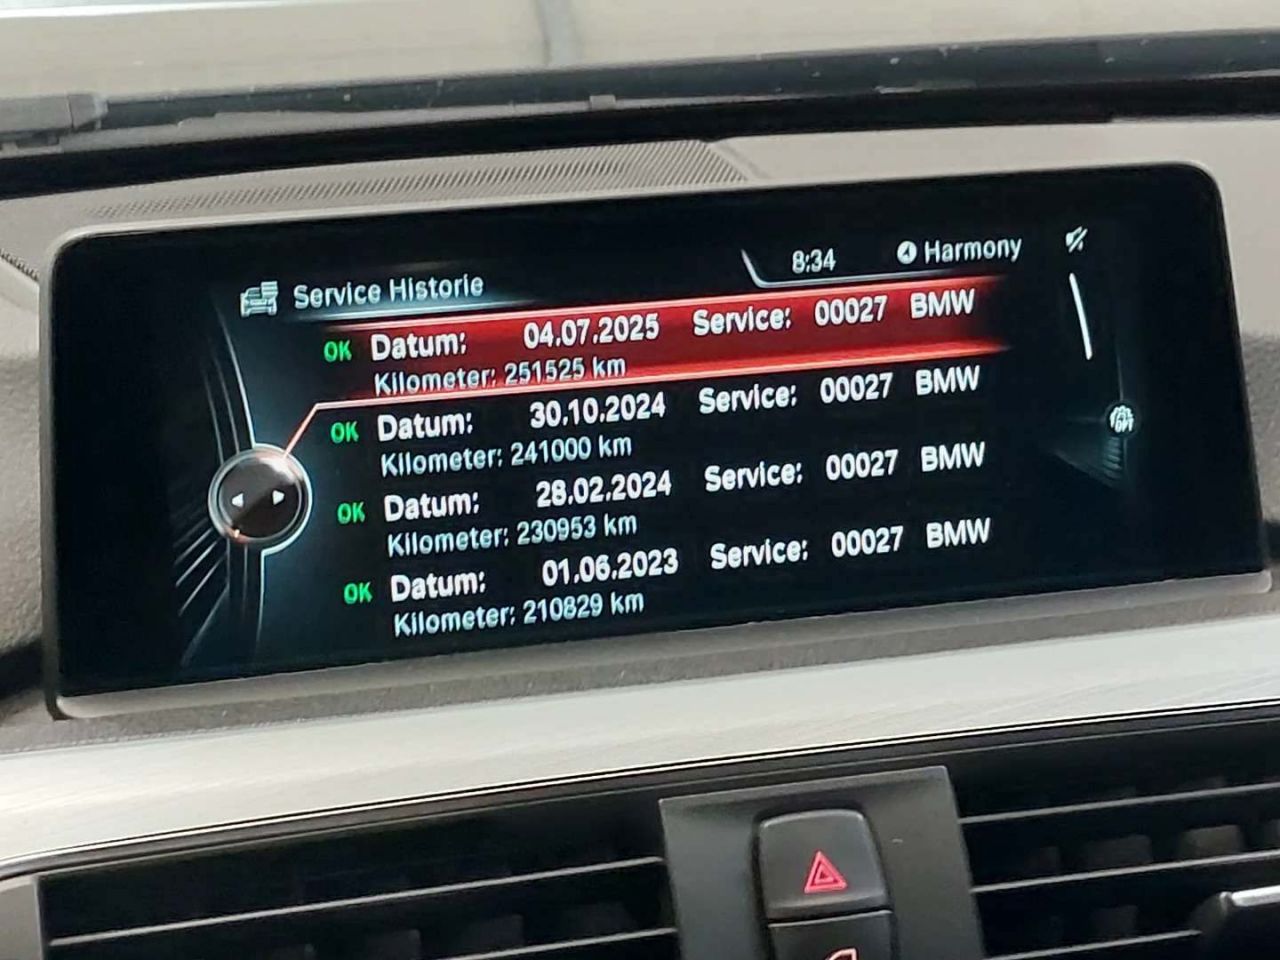 Service Historie
8:34
Harmony
OK Datum: 04.07.2025 Service: 00027 BMW
Kilometer: 251525 km
OK Datum: 30.10.2024 Service: 00027 BMW
Kilometer: 241000 km
OK Datum: 28.02.2024 Service: 00027 BMW
Kilometer: 230953 km
OK Datum: 01.06.2023 Service: 00027 BMW
Kilometer: 210829 km